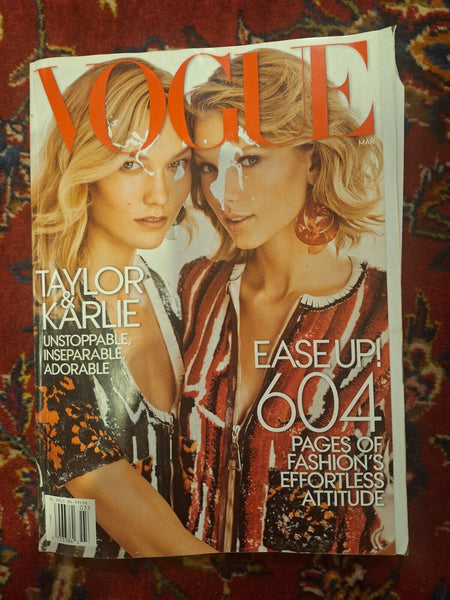 VOGUE
MAR
TAYLOR
& KARLIE
UNSTOPPABLE,
INSEPARABLE,
ADORABLE
EASE UP!
604
PAGES OF
FASHION'S
EFFORTLESS
ATTITUDE